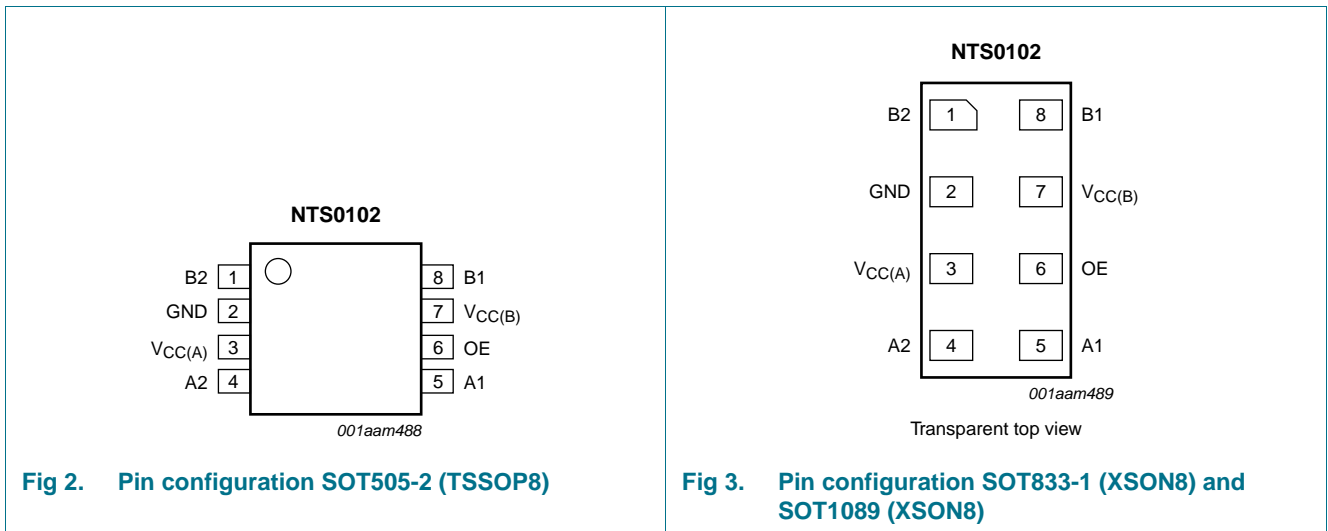 NTS0102
B2 1 8 B1
GND 2 7 VCC(B)
VCC(A) 3 6 OE
A2 4 5 A1
001aam488
Fig 2. Pin configuration SOT505-2 (TSSOP8)
NTS0102
B2 1 8 B1
GND 2 7 VCC(B)
VCC(A) 3 6 OE
A2 4 5 A1
001aam489
Transparent top view
Fig 3. Pin configuration SOT833-1 (XSON8) and
SOT1089 (XSON8)